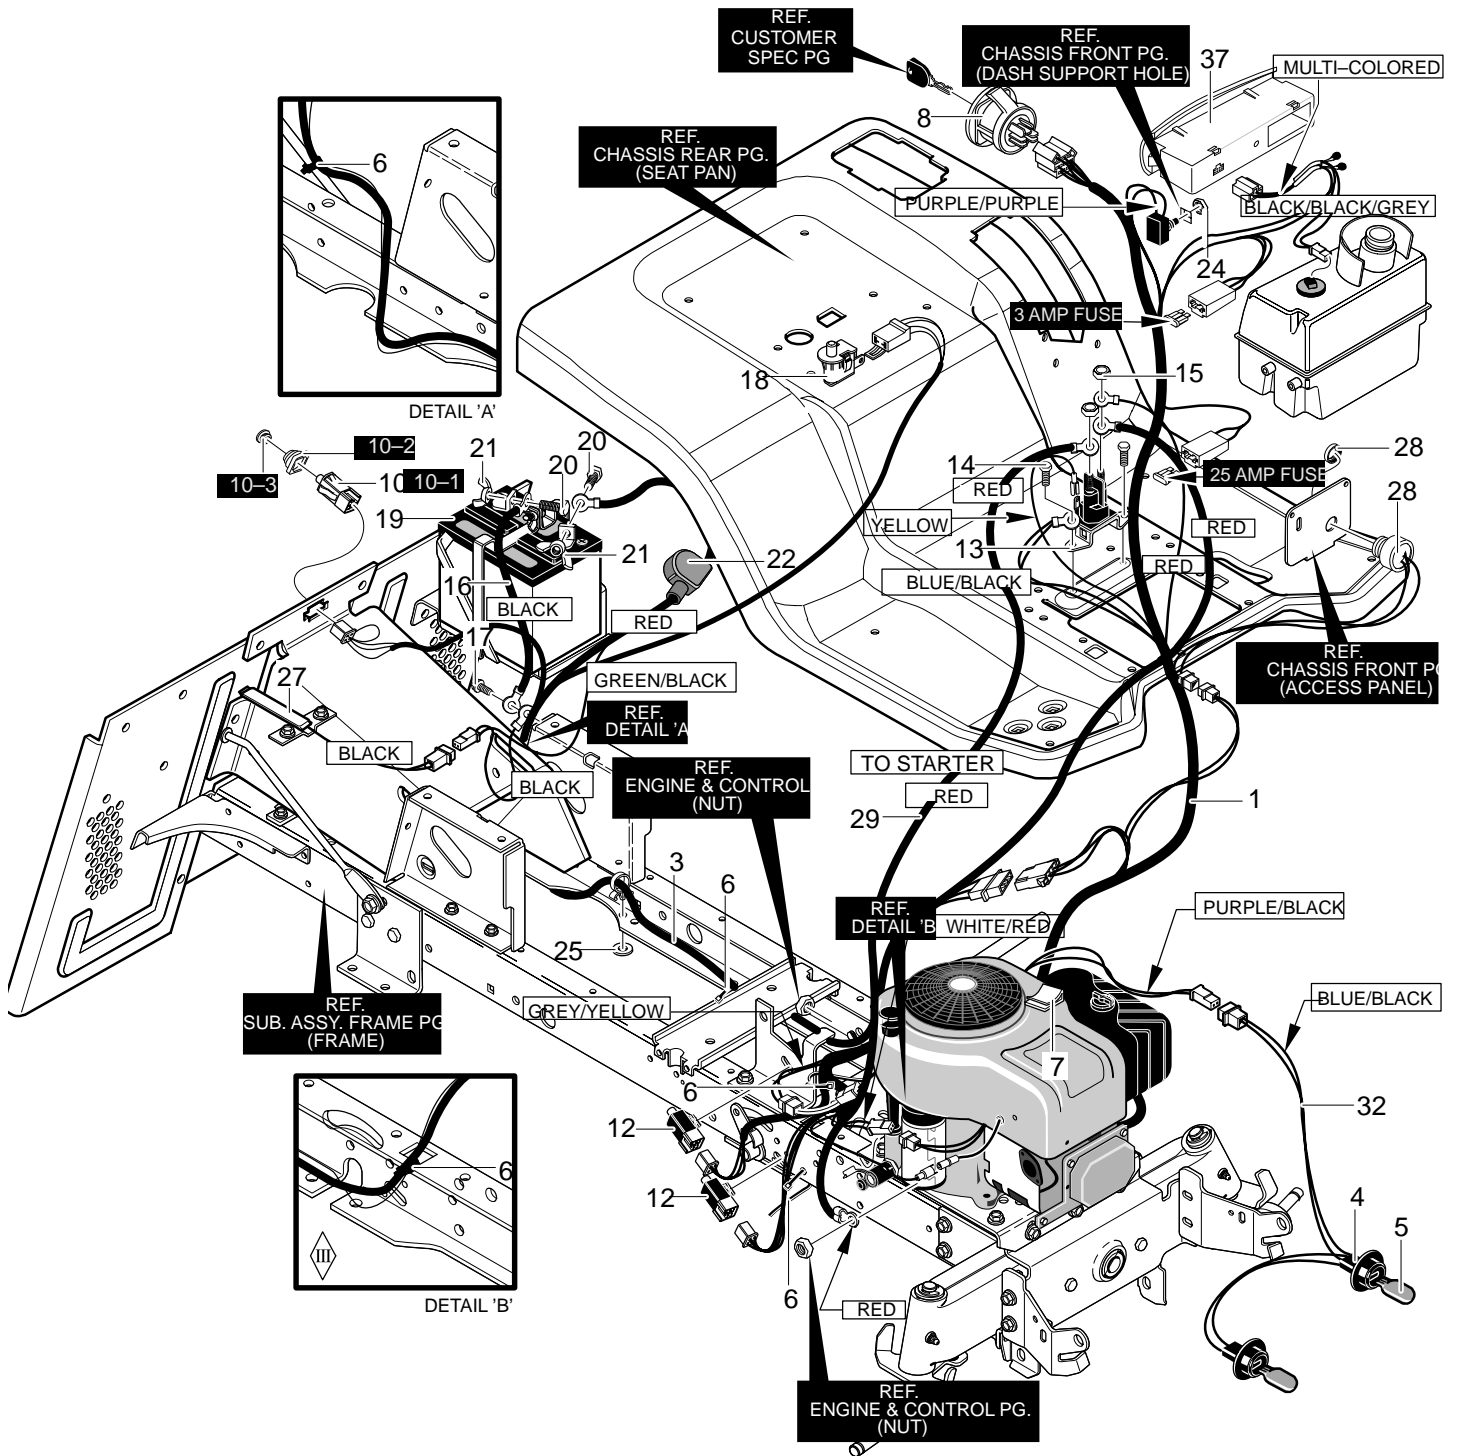 REF.
CUSTOMER
SPEC PG
REF.
CHASSIS FRONT PG.
(DASH SUPPORT HOLE)
37
MULTI–COLORED
8
6
REF.
CHASSIS REAR PG.
(SEAT PAN)
PURPLE/PURPLE
BLACK/BLACK/GREY
24
3 AMP FUSE
18
15
DETAIL 'A'
10–2
10–3
10
10–1
21
20
20
19
14
RED
25 AMP FUSE
28
28
YELLOW
RED
13
RED
21
22
16
BLACK
BLUE/BLACK
RED
17
GREEN/BLACK
REF.
CHASSIS FRONT PG
(ACCESS PANEL)
27
REF.
DETAIL 'A
BLACK
BLACK
REF.
ENGINE & CONTROL
(NUT)
TO STARTER
RED
29
1
3
6
REF.
DETAIL 'B
WHITE/RED
PURPLE/BLACK
25
GREY/YELLOW
BLUE/BLACK
REF.
SUB. ASSY. FRAME PG
(FRAME)
7
6
32
12
12
6
III
DETAIL 'B'
6
RED
4
5
REF.
ENGINE & CONTROL PG.
(NUT)